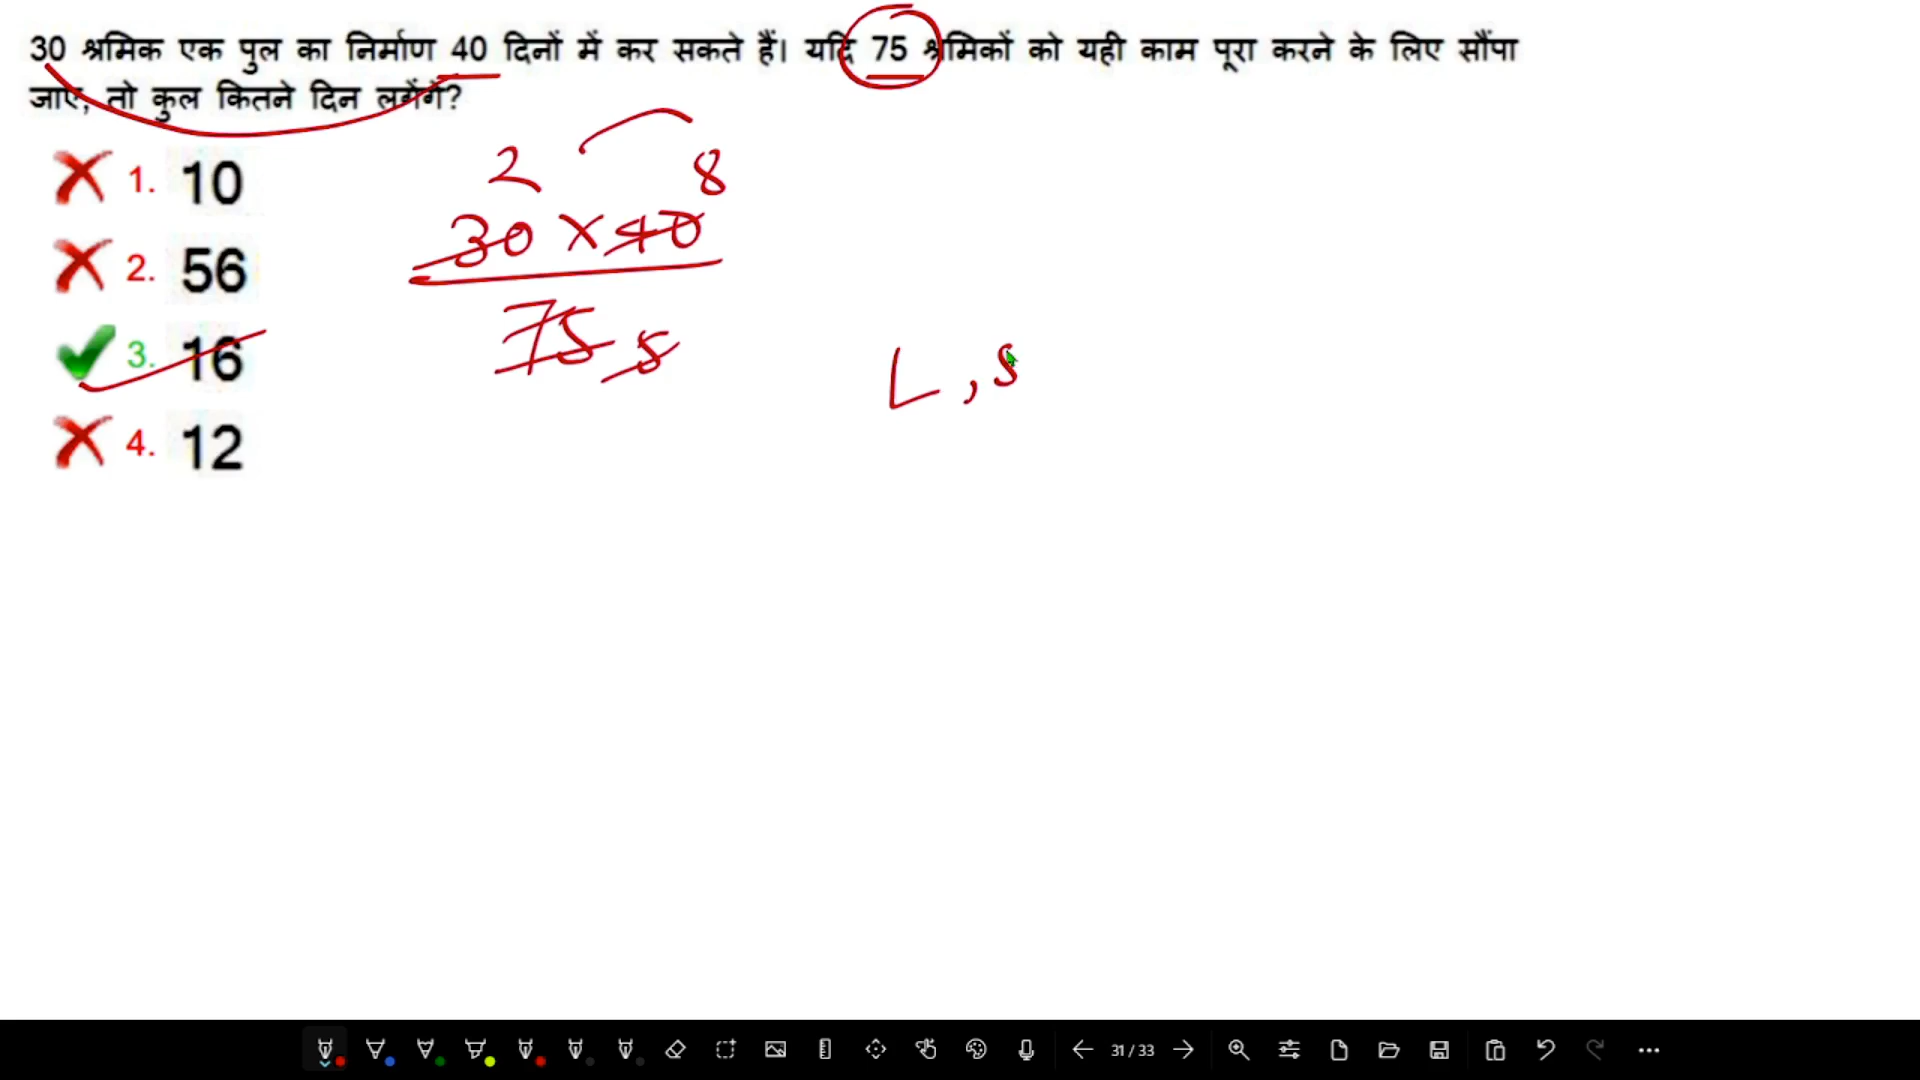 30 श्रमिक एक पुल का निर्माण 40 दिनों में कर सकते हैं। यदि 75 श्रमिकों को यही काम पूरा करने के लिए सौंपा
जाए, तो कुल कितने दिन लगेंगे?
1. 10
2. 56
3. 16
4. 12
2 8
30 × 40
75 5
L, s
31 / 33